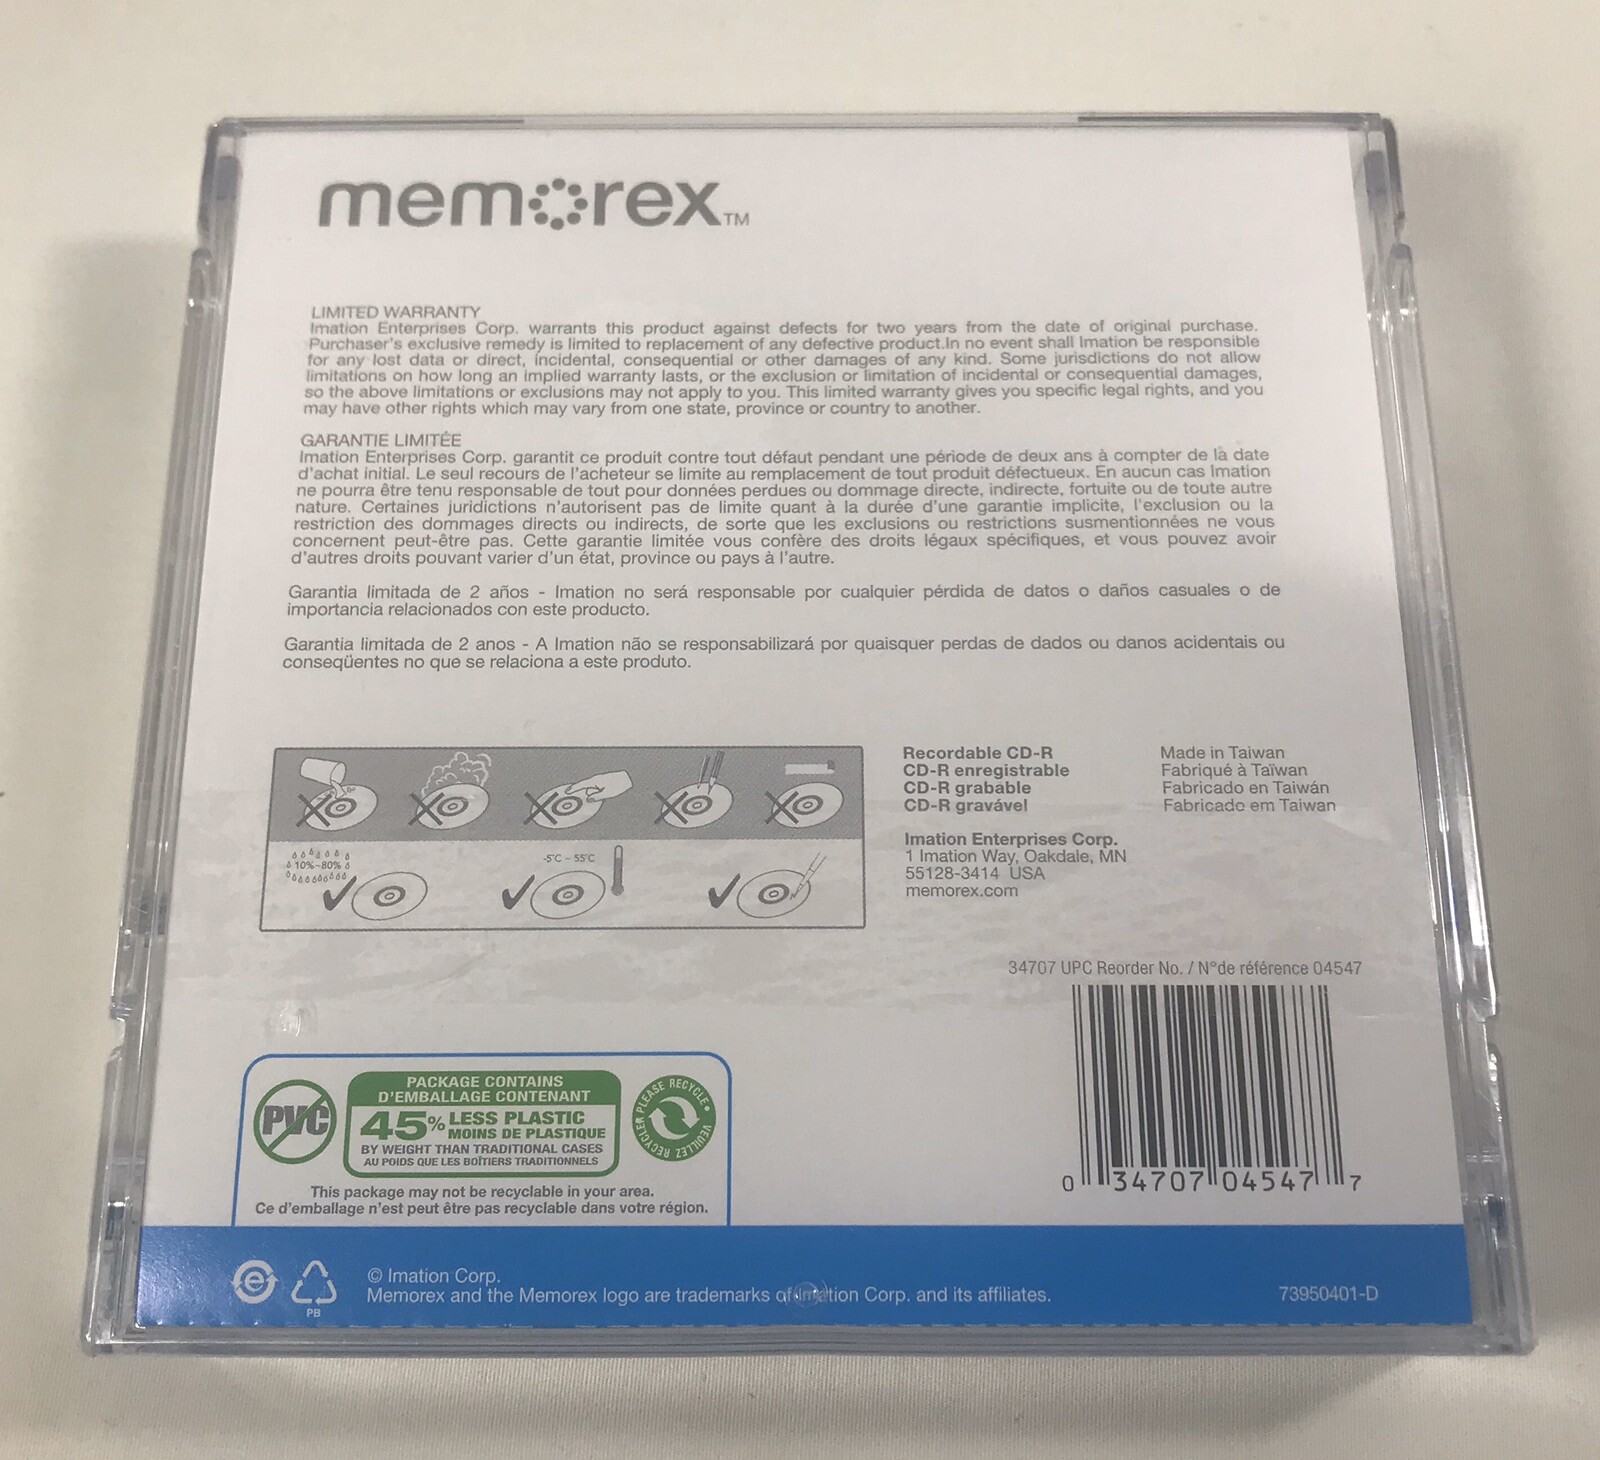 memorex™
LIMITED WARRANTY
Imation Enterprises Corp. warrants this product against defects for two years from the date of original purchase.
Purchaser's exclusive remedy is limited to replacement of any defective product.In no event shall Imation be responsible
for any lost data or direct, incidental, consequential or other damages of any kind. Some jurisdictions do not allow
limitations on how long an implied warranty lasts, or the exclusion or limitation of incidental or consequential damages,
so the above limitations or exclusions may not apply to you. This limited warranty gives you specific legal rights, and you
may have other rights which may vary from one state, province or country to another.
GARANTIE LIMITÉE
Imation Enterprises Corp. garantit ce produit contre tout défaut pendant une période de deux ans à compter de là date
d'achat initial. Le seul recours de l'acheteur se limite au remplacement de tout produit défectueux. En aucun cas Imation
ne pourra être tenu responsable de tout pour données perdues ou dommage directe, indirecte, fortuite ou de toute autre
nature. Certaines juridictions n'autorisent pas de limite quant à la durée d'une garantie implicite, l'exclusion ou la
restriction des dommages directs ou indirects, de sorte que les exclusions ou restrictions susmentionnées ne vous
concernent peut-être pas. Cette garantie limitée vous confère des droits légaux spécifiques, et vous pouvez avoir
d'autres droits pouvant varier d'un état, province ou pays à l'autre.
Garantia limitada de 2 años - Imation no será responsable por cualquier pérdida de datos o daños casuales o de
importancia relacionados con este producto.
Garantia limitada de 2 anos - A Imation não se responsabilizará por quaisquer perdas de dados ou danos acidentais ou
conseqüentes no que se relaciona a este produto.
10%~80%
-5°C ~ 55°C
Recordable CD-R
CD-R enregistrable
CD-R grabable
CD-R gravável
Made in Taiwan
Fabriqué à Taïwan
Fabricado en Taiwán
Fabricado em Taiwan
Imation Enterprises Corp.
1 Imation Way, Oakdale, MN
55128-3414 USA
memorex.com
34707 UPC Reorder No. / N°de référence 04547
0 34707 04547 7
PVC
PACKAGE CONTAINS
D'EMBALLAGE CONTENANT
45% LESS PLASTIC
MOINS DE PLASTIQUE
BY WEIGHT THAN TRADITIONAL CASES
AU POIDS QUE LES BOÎTIERS TRADITIONNELS
PLEASE RECYCLE • VEUILLEZ RECYCLER
This package may not be recyclable in your area.
Ce d'emballage n'est peut être pas recyclable dans votre région.
e
PB
© Imation Corp.
Memorex and the Memorex logo are trademarks of Imation Corp. and its affiliates.
73950401-D